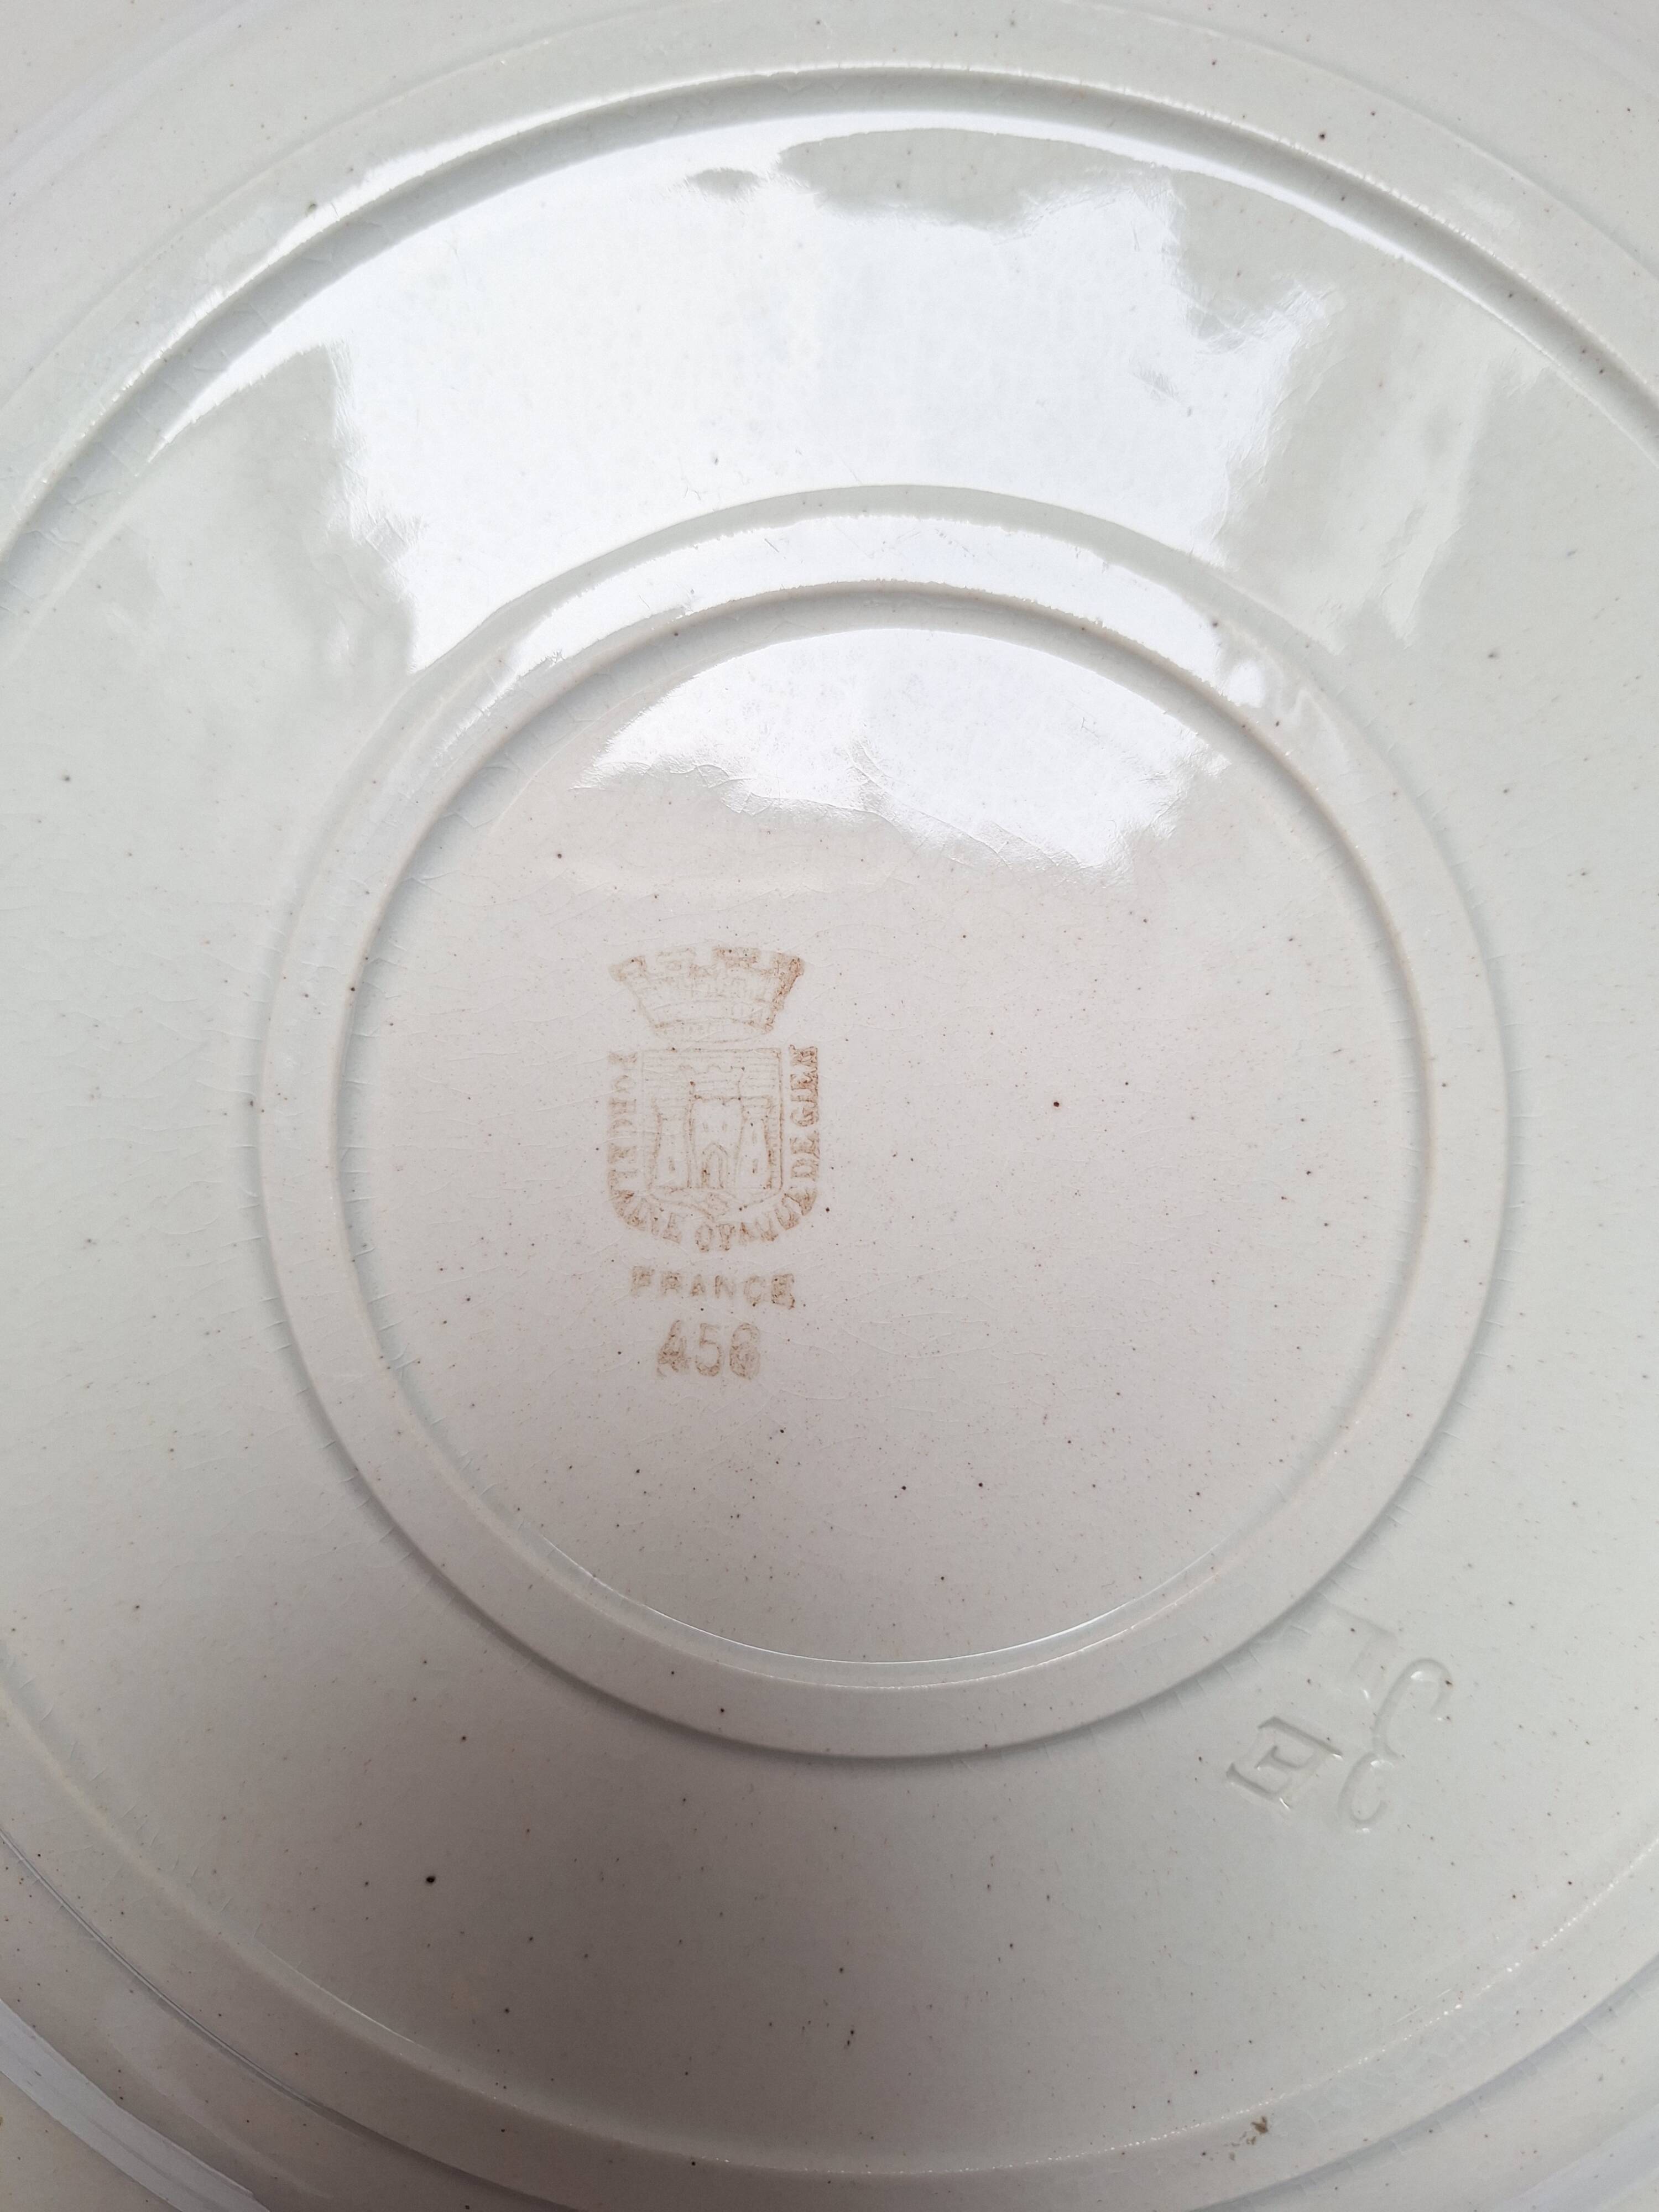 PORCELAINE OPAQUE DE GIEN
FRANCE
456